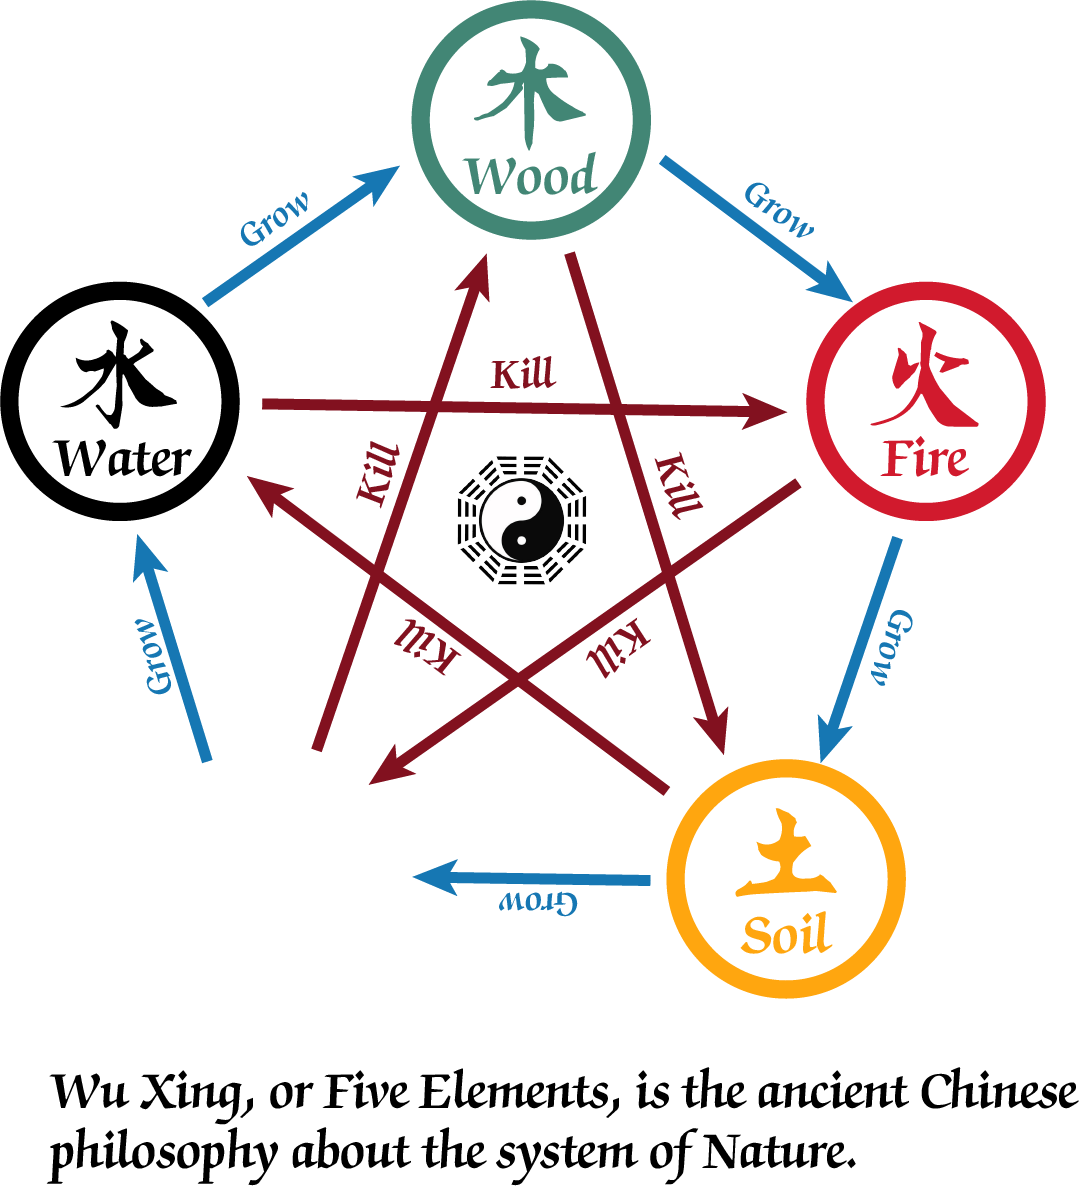 木
Wood
Grow
Grow
水
Water
火
Fire
Kill
Kill
Kill
Kill
Kill
Grow
Grow
土
Soil
Grow
Wu Xing, or Five Elements, is the ancient Chinese
philosophy about the system of Nature.